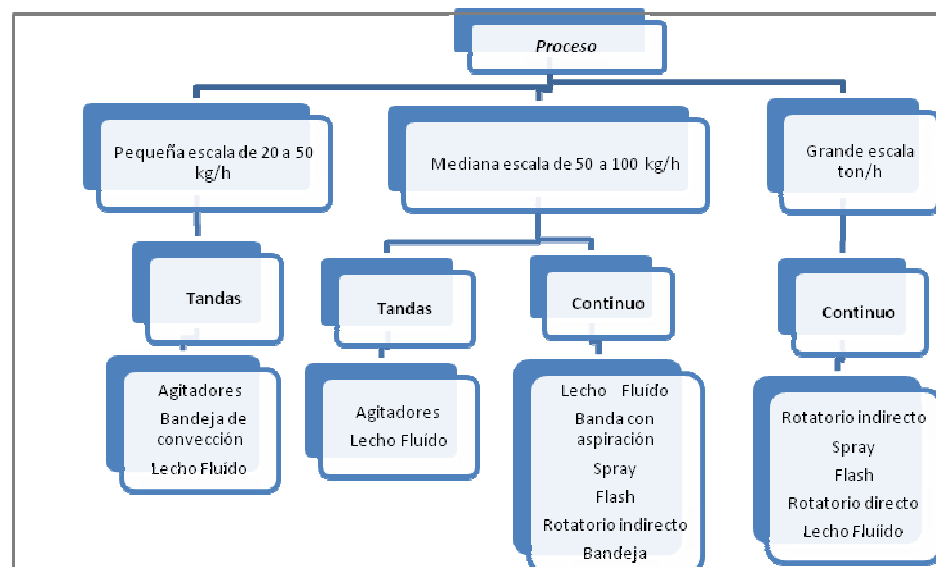 Proceso
Pequeña escala de 20 a 50
kg/h
Mediana escala de 50 a 100 kg/h
Grande escala
ton/h
Tandas
Tandas
Continuo
Continuo
Agitadores
Bandeja de
convección
Lecho Fluído
Agitadores
Lecho Fluído
Lecho Fluído
Banda con
aspiración
Spray
Flash
Rotatorio indirecto
Bandeja
Rotatorio indirecto
Spray
Flash
Rotatorio directo
Lecho Fluíido